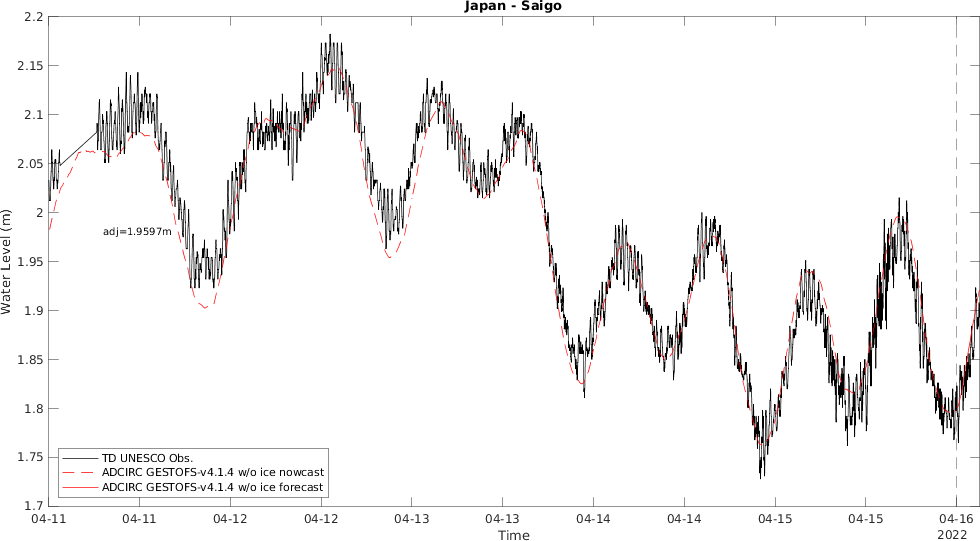 Japan - Saigo
2.2
2.15
2.1
2.05
2
1.95
1.9
1.85
1.8
1.75
1.7
Water Level (m)
adj=1.9597m
TD UNESCO Obs.
ADCIRC GESTOFS-v4.1.4 w/o ice nowcast
ADCIRC GESTOFS-v4.1.4 w/o ice forecast
04-11 04-11 04-12 04-12 04-13 04-13 04-14 04-14 04-15 04-15 04-16
2022
Time